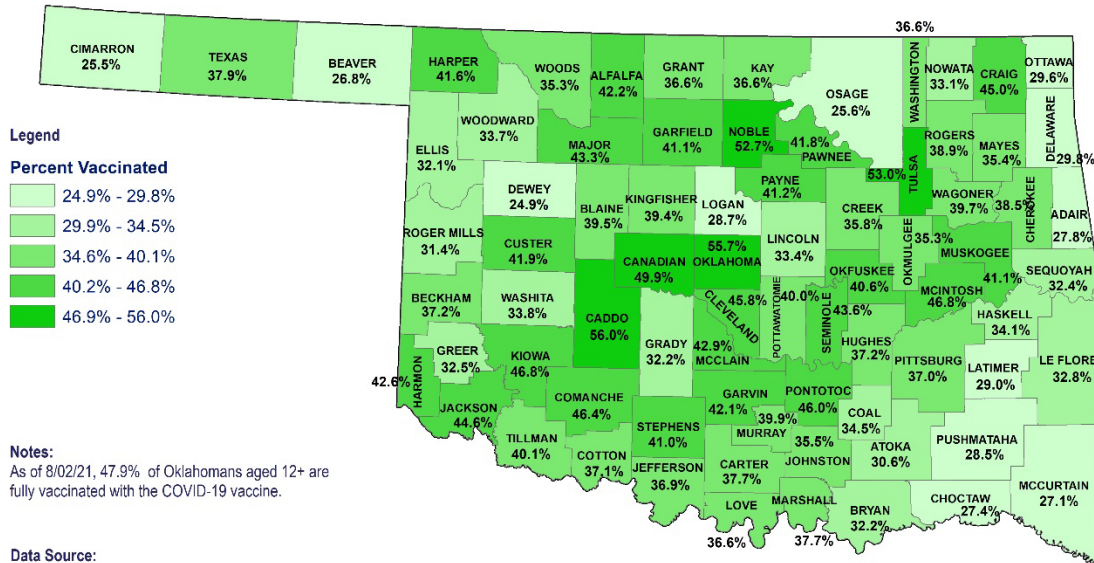 36.6%
CIMARRON
25.5%
TEXAS
37.9%
BEAVER
26.8%
HARPER
41.6%
WOODS
35.3%
ALFALFA
42.2%
GRANT
36.6%
KAY
36.6%
OSAGE
25.6%
WASHINGTON
NOWATA
33.1%
CRAIG
45.0%
OTTAWA
29.6%
Legend
Percent Vaccinated
24.9% - 29.8%
29.9% - 34.5%
34.6% - 40.1%
40.2% - 46.8%
46.9% - 56.0%
ELLIS
32.1%
WOODWARD
33.7%
MAJOR
43.3%
GARFIELD
41.1%
NOBLE
52.7%
41.8%
PAWNEE
53.0%
TULSA
ROGERS
38.9%
MAYES
35.4%
DELAWARE
29.8%
DEWEY
24.9%
BLAINE
39.5%
KINGFISHER
39.4%
LOGAN
28.7%
PAYNE
41.2%
CREEK
35.8%
WAGONER
39.7%
38.5%
CHEROKEE
ADAIR
27.8%
ROGER MILLS
31.4%
CUSTER
41.9%
CANADIAN
49.9%
55.7%
OKLAHOMA
LINCOLN
33.4%
OKFUSKEE
40.6%
OKMULGEE
35.3%
MUSKOGEE
41.1%
SEQUOYAH
32.4%
BECKHAM
37.2%
WASHITA
33.8%
CADDO
56.0%
GRADY
32.2%
45.8%
CLEVELAND
42.9%
MCCLAIN
POTTAWATOMIE
40.0%
SEMINOLE
43.6%
HUGHES
37.2%
MCINTOSH
46.8%
PITTSBURG
37.0%
HASKELL
34.1%
LATIMER
29.0%
LE FLORE
32.8%
GREER
32.5%
42.6%
HARMON
KIOWA
46.8%
JACKSON
44.6%
COMANCHE
46.4%
TILLMAN
40.1%
COTTON
37.1%
STEPHENS
41.0%
JEFFERSON
36.9%
GARVIN
42.1%
39.9%
MURRAY
PONTOTOC
46.0%
35.5%
JOHNSTON
COAL
34.5%
ATOKA
30.6%
PUSHMATAHA
28.5%
MCCURTAIN
27.1%
CARTER
37.7%
LOVE
36.6%
MARSHALL
37.7%
BRYAN
32.2%
CHOCTAW
27.4%
Notes:
As of 8/02/21, 47.9% of Oklahomans aged 12+ are
fully vaccinated with the COVID-19 vaccine.
Data Source: